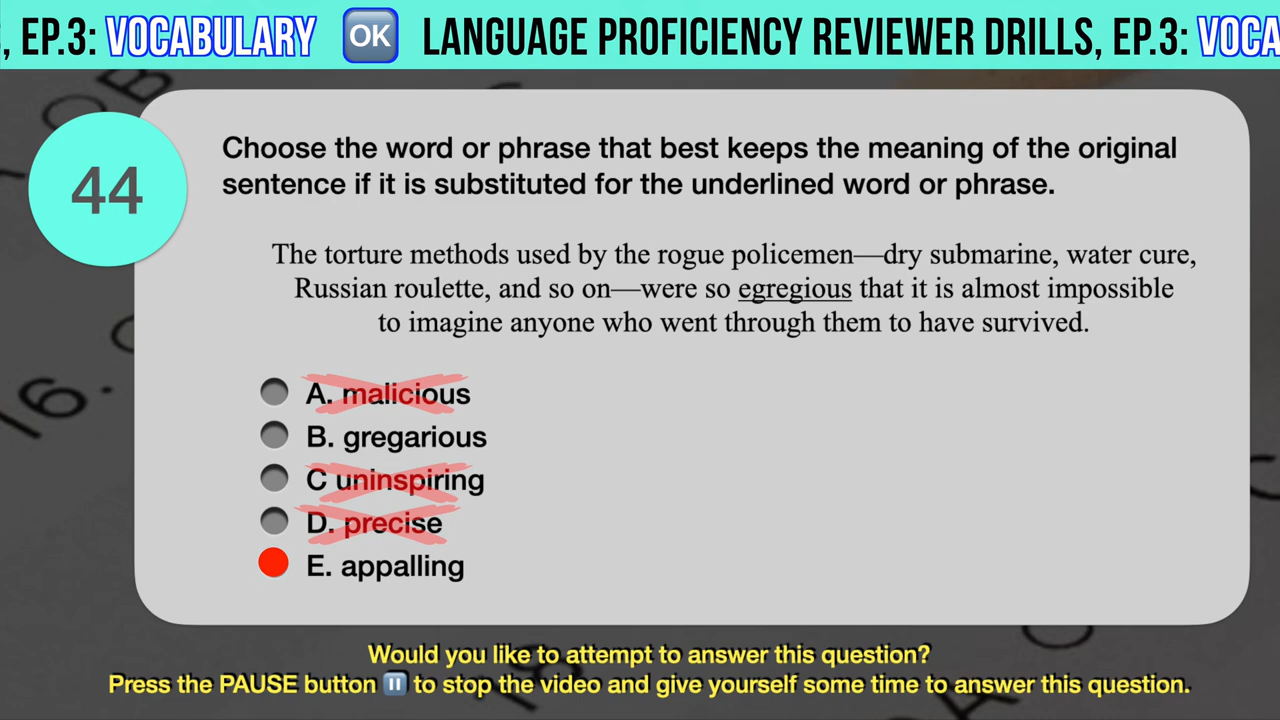 , EP.3: VOCABULARY 🆗 LANGUAGE PROFICIENCY REVIEWER DRILLS, EP.3: VOCA
44
Choose the word or phrase that best keeps the meaning of the original
sentence if it is substituted for the underlined word or phrase.
The torture methods used by the rogue policemen—dry submarine, water cure,
Russian roulette, and so on—were so egregious that it is almost impossible
to imagine anyone who went through them to have survived.
A. malicious
B. gregarious
C uninspiring
D. precise
E. appalling
Would you like to attempt to answer this question?
Press the PAUSE button ⏸ to stop the video and give yourself some time to answer this question.
16.